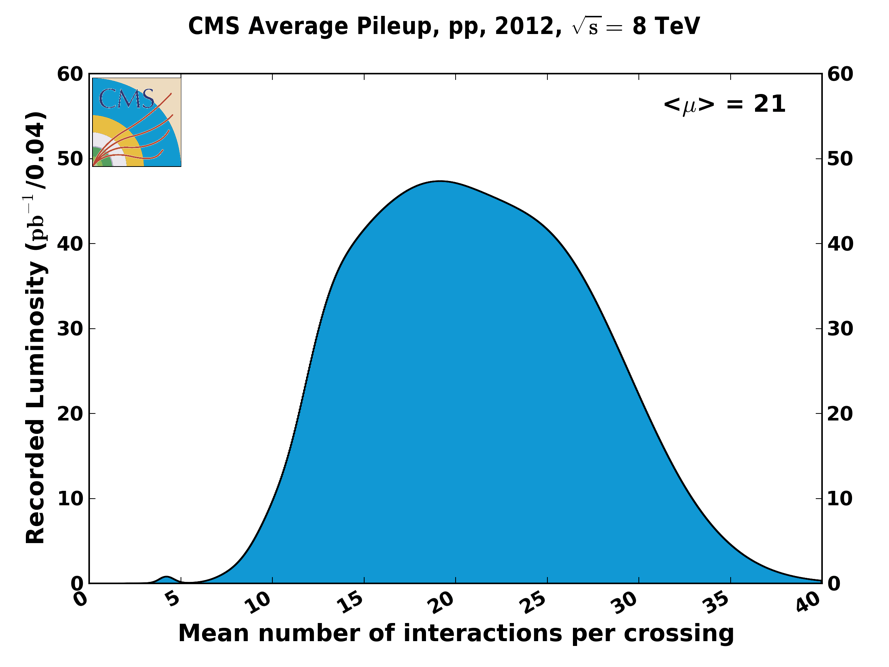 CMS Average Pileup, pp, 2012, √s = 8 TeV
CMS
<μ> = 21
Recorded Luminosity (pb⁻¹/0.04)
60 60
50 50
40 40
30 30
20 20
10 10
0 0
0 5 10 15 20 25 30 35 40
Mean number of interactions per crossing